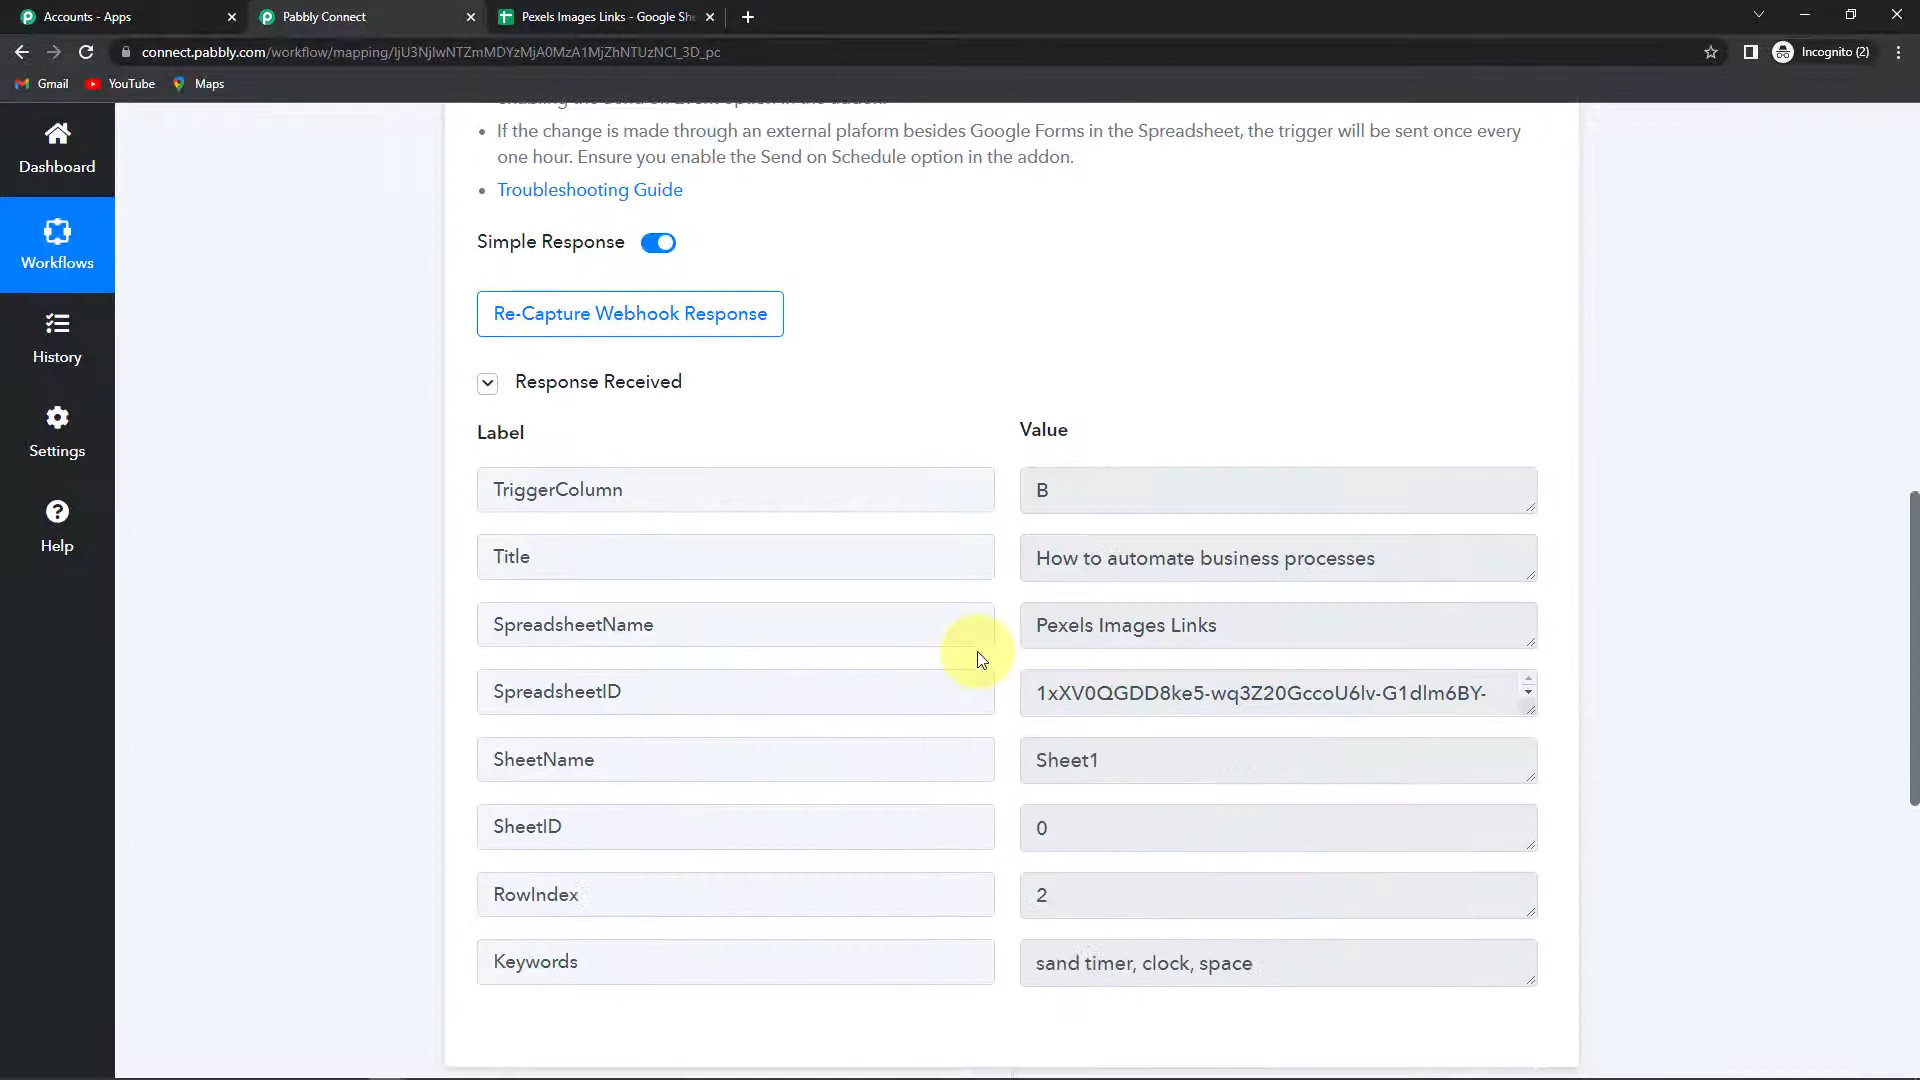 Accounts - Apps
Pabbly Connect
Pexels Images Links - Google She
connect.pabbly.com/workflow/mapping/
Incognito (2)
Gmail
YouTube
Maps
Dashboard
Workflows
History
Settings
Help
If the change is made through an external plaform besides Google Forms in the Spreadsheet, the trigger will be sent once every
one hour. Ensure you enable the Send on Schedule option in the addon.
Troubleshooting Guide
Simple Response
Re-Capture Webhook Response
Response Received
Label Value
TriggerColumn B
Title How to automate business processes
SpreadsheetName Pexels Images Links
SpreadsheetID 1xXV0QGDD8ke5-wq3Z20GccoU6lv-G1dlm6BY-
SheetName Sheet1
SheetID 0
RowIndex 2
Keywords sand timer, clock, space